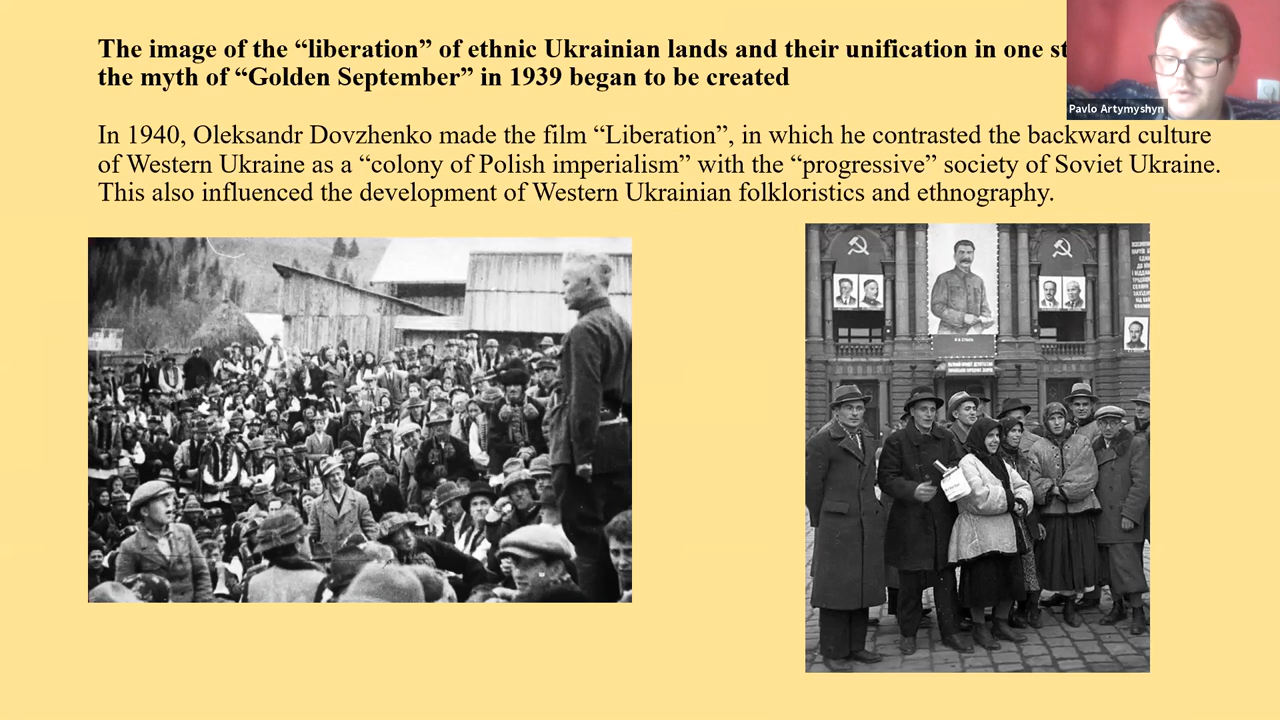 The image of the “liberation” of ethnic Ukrainian lands and their unification in one
the myth of “Golden September” in 1939 began to be created
Pavlo Artymyshyn
In 1940, Oleksandr Dovzhenko made the film “Liberation”, in which he contrasted the backward culture
of Western Ukraine as a “colony of Polish imperialism” with the “progressive” society of Soviet Ukraine.
This also influenced the development of Western Ukrainian folkloristics and ethnography.